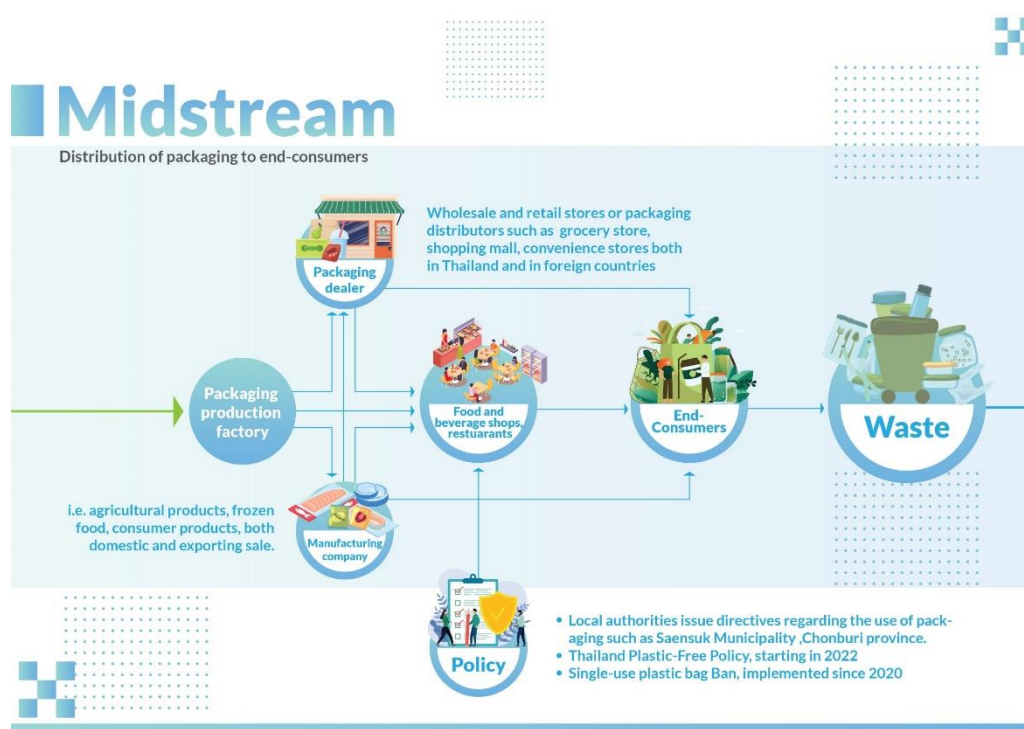 Midstream
Distribution of packaging to end-consumers
Wholesale and retail stores or packaging
distributors such as grocery store,
shopping mall, convenience stores both
in Thailand and in foreign countries
Packaging
dealer
Packaging
production
factory
Food and
beverage shops,
restuarants
End-
Consumers
Waste
i.e. agricultural products, frozen
food, consumer products, both
domestic and exporting sale.
Manufacturing
company
Policy
• Local authorities issue directives regarding the use of pack-
aging such as Saensuk Municipality ,Chonburi province.
• Thailand Plastic-Free Policy, starting in 2022
• Single-use plastic bag Ban, implemented since 2020